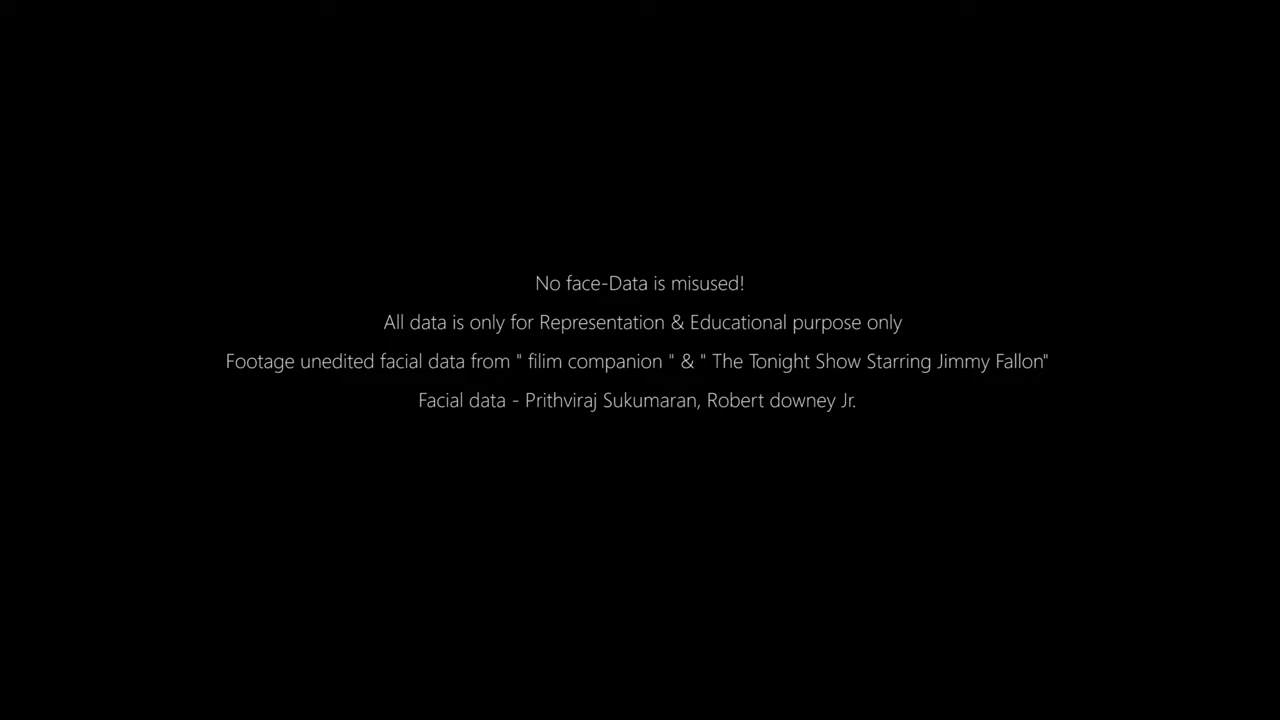 No face-Data is misused!
All data is only for Representation & Educational purpose only
Footage unedited facial data from " filim companion " & " The Tonight Show Starring Jimmy Fallon"
Facial data - Prithviraj Sukumaran, Robert downey Jr.